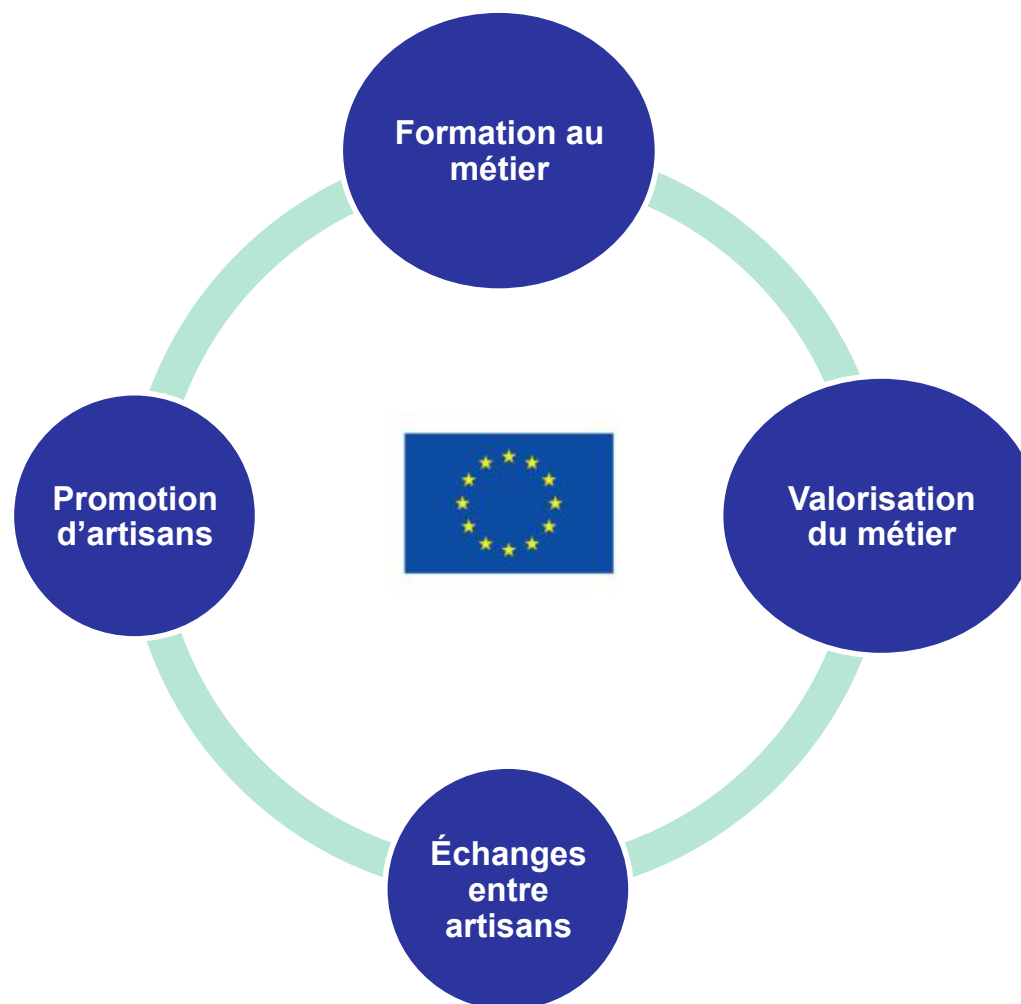 Formation au
métier
Promotion
d’artisans
Valorisation
du métier
Échanges
entre
artisans